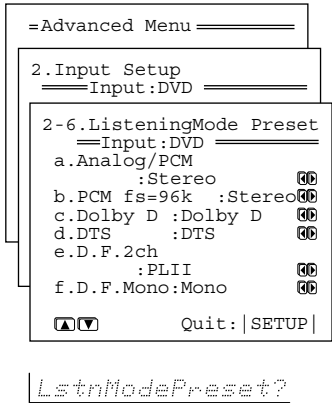 =Advanced Menu
2.Input Setup
Input:DVD
2-6.ListeningMode Preset
Input:DVD
a.Analog/PCM
:Stereo
b.PCM fs=96k :Stereo
c.Dolby D :Dolby D
d.DTS :DTS
e.D.F.2ch
:PLII
f.D.F.Mono:Mono
Quit:|SETUP|
LstnModePreset?